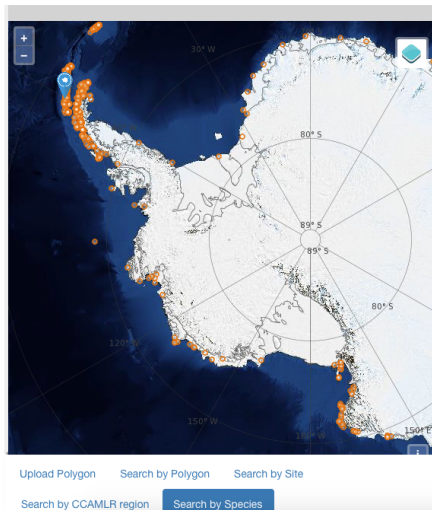 +
−
30° W
80° S
89° S
89° S
80° S
120° W
150° W
180° W
150° E
i
Upload Polygon Search by Polygon Search by Site
Search by CCAMLR region Search by Species